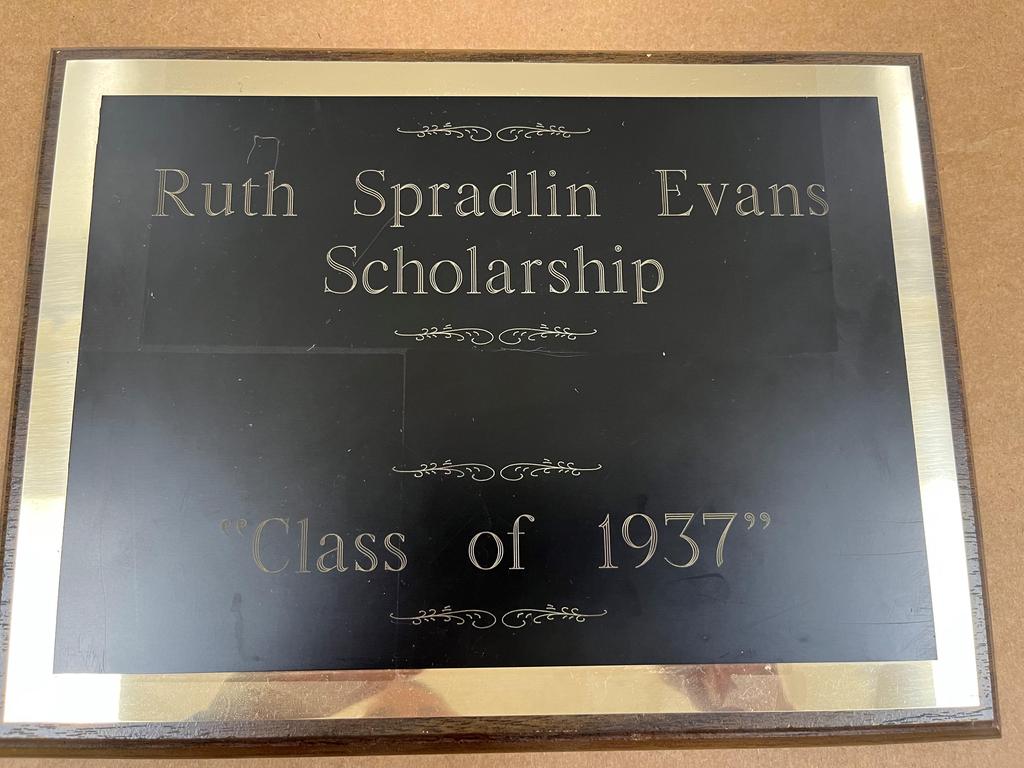 Ruth Spradlin Evans
Scholarship
“Class of 1937”